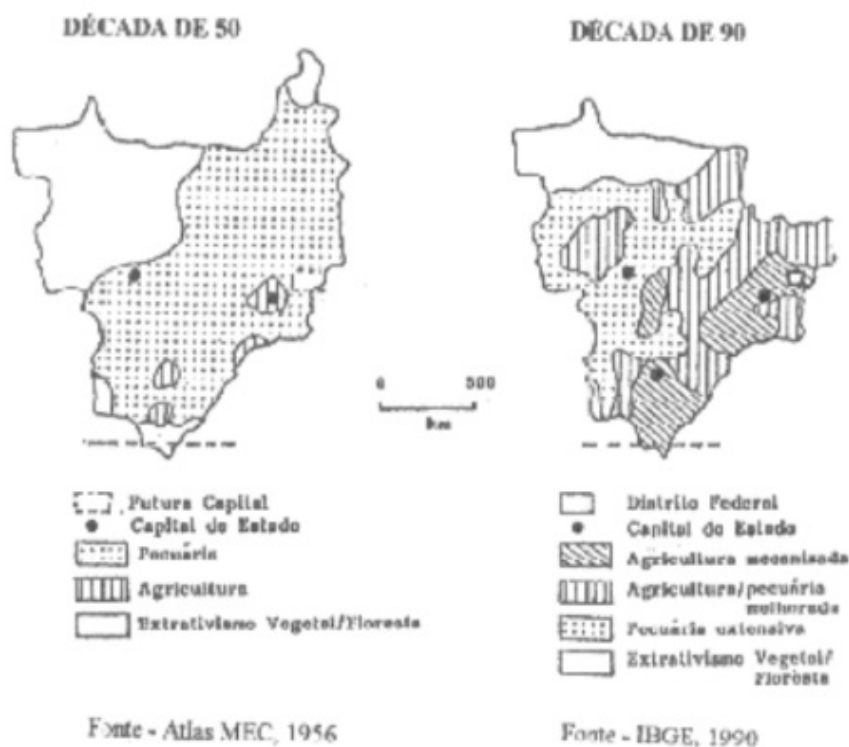 DÉCADA DE 50
DÉCADA DE 90
0 500
Km
Futura Capital
Capital de Estado
Pecuária
Agricultura
Extrativismo Vegetal/Floresta
Fonte - Atlas MEC, 1956
Distrito Federal
Capital do Estado
Agricultura mecanizada
Agricultura/pecuária
melhorada
Pecuária extensiva
Extrativismo Vegetal/
Floresta
Fonte - IBGE, 1990